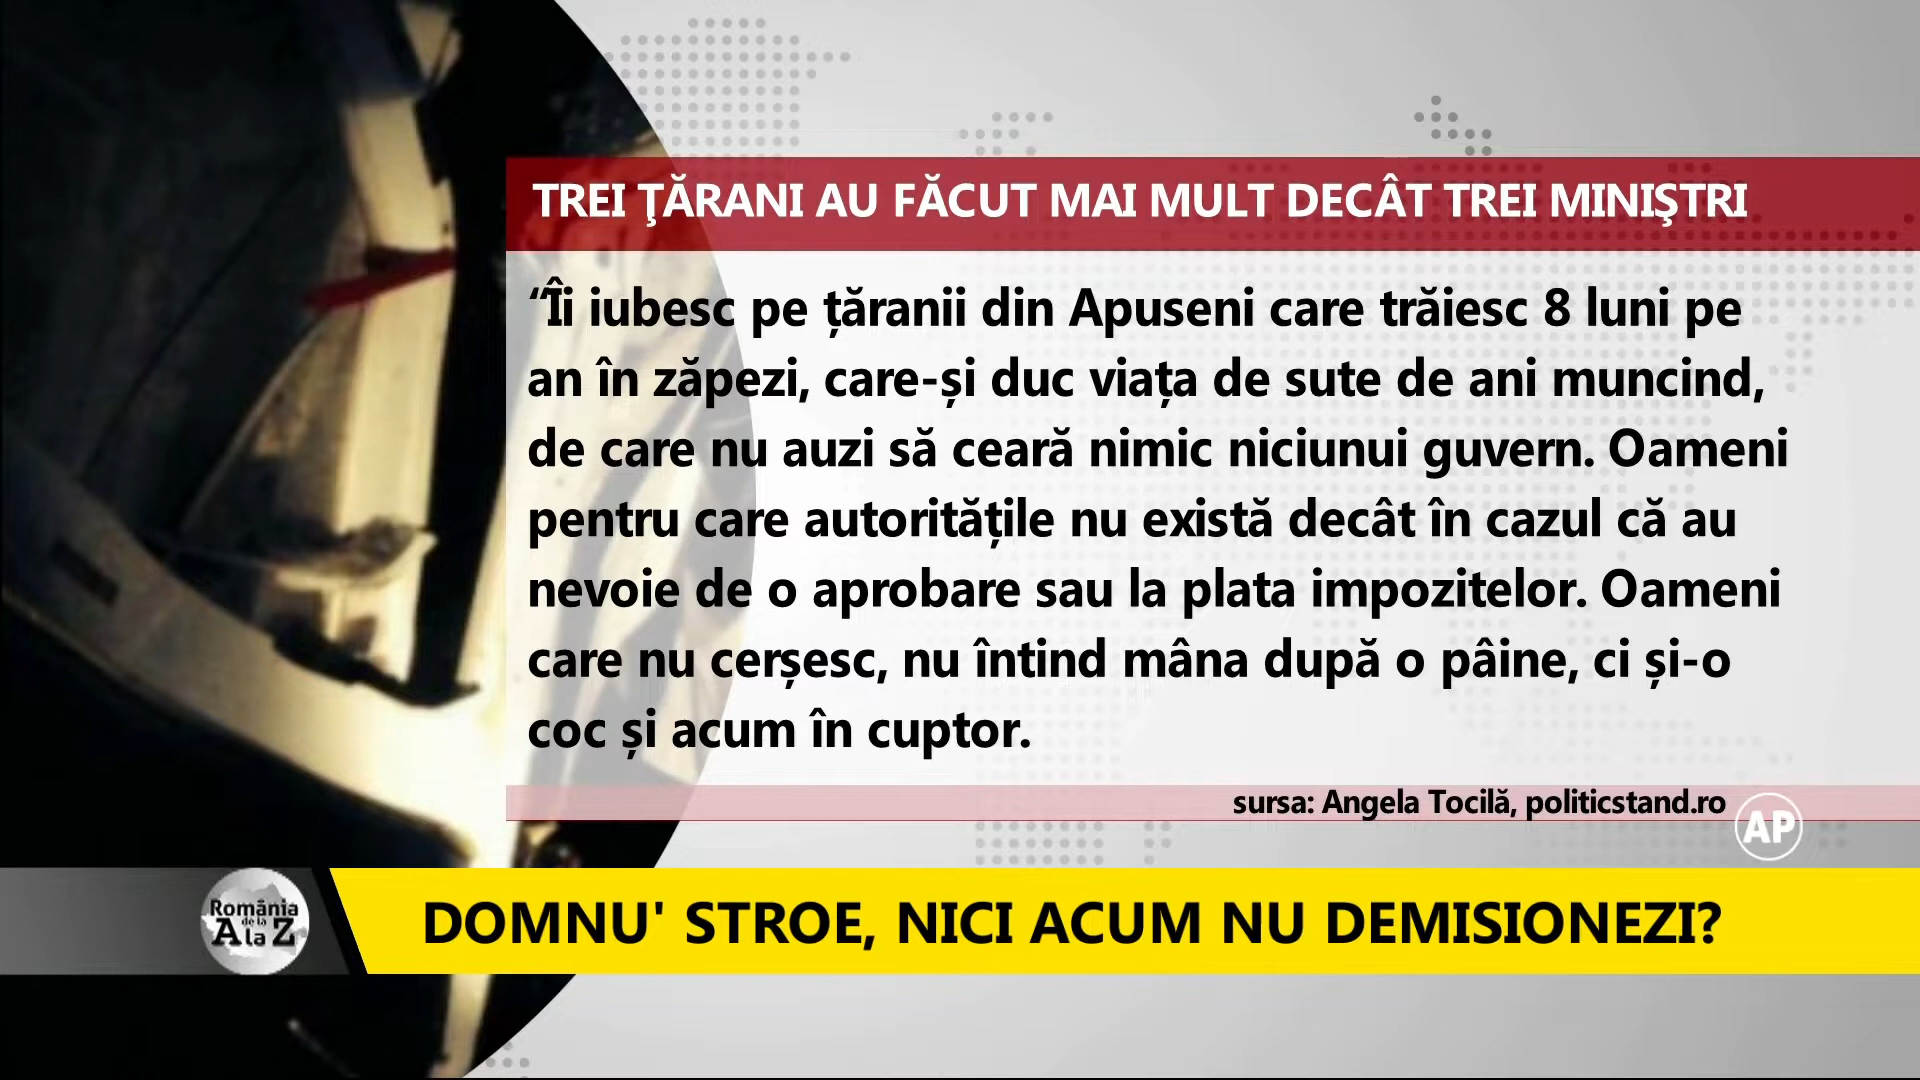 TREI ŢĂRANI AU FĂCUT MAI MULT DECÂT TREI MINIŞTRI
“Îi iubesc pe țăranii din Apuseni care trăiesc 8 luni pe
an în zăpezi, care-și duc viața de sute de ani muncind,
de care nu auzi să ceară nimic niciunui guvern. Oameni
pentru care autoritățile nu există decât în cazul că au
nevoie de o aprobare sau la plata impozitelor. Oameni
care nu cerșesc, nu întind mâna după o pâine, ci și-o
coc și acum în cuptor.
sursa: Angela Tocilă, politicstand.ro
AP
România
de la
A la Z
DOMNU' STROE, NICI ACUM NU DEMISIONEZI?